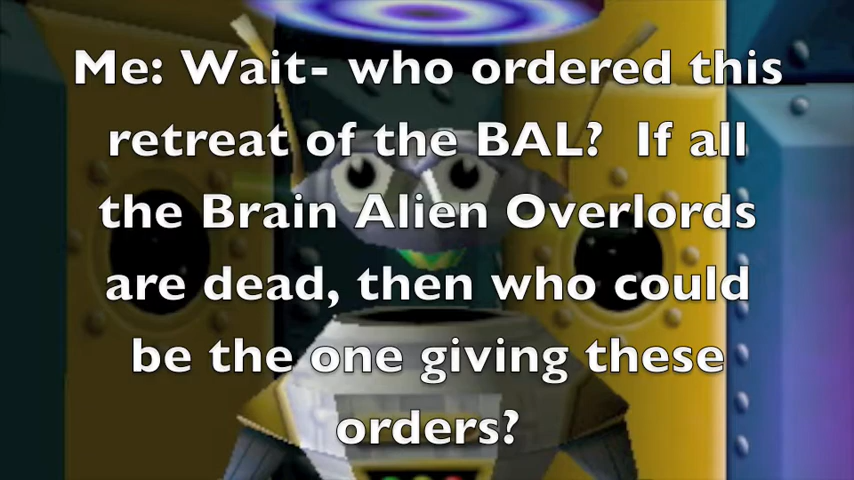 Me: Wait- who ordered this
retreat of the BAL?  If all
the Brain Alien Overlords
are dead, then who could
be the one giving these
orders?